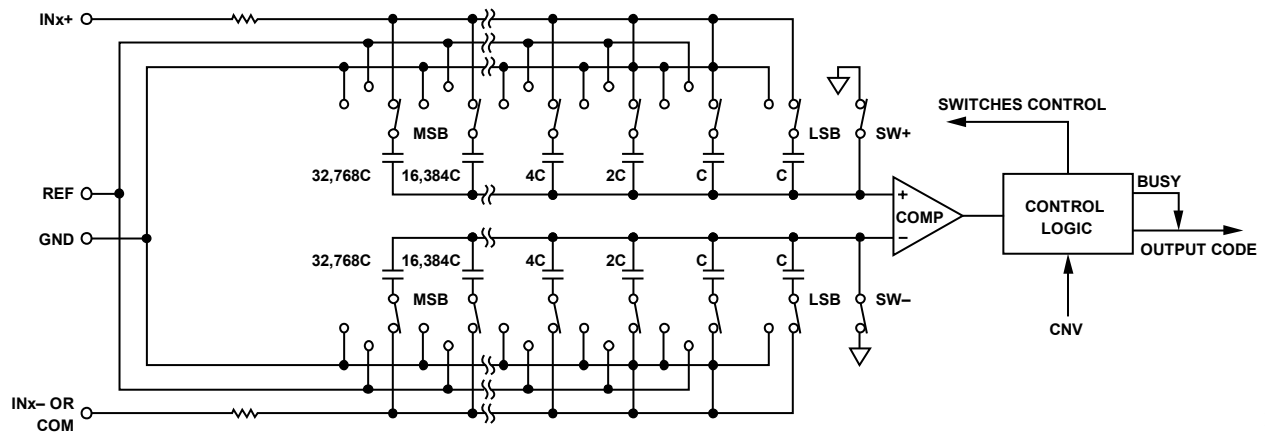 INx+
SWITCHES CONTROL
MSB
LSB
SW+
32,768C 16,384C 4C 2C C C
REF
GND
+
COMP
−
CONTROL
LOGIC
BUSY
OUTPUT CODE
32,768C 16,384C 4C 2C C C
MSB
LSB
SW–
CNV
INx– OR
COM